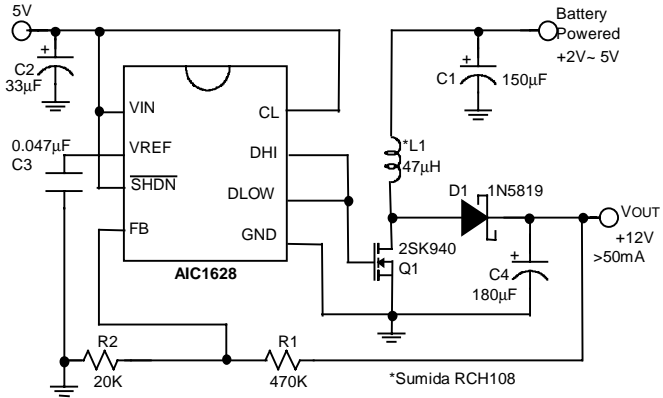 5V
Battery
Powered
+2V~ 5V
C2
33µF
+
C1
150µF
+
VIN
CL
0.047µF
C3
VREF
DHI
*L1
47µH
SHDN
DLOW
D1
1N5819
VOUT
+12V
>50mA
FB
GND
2SK940
Q1
+
C4
180µF
AIC1628
R2
20K
R1
470K
*Sumida RCH108